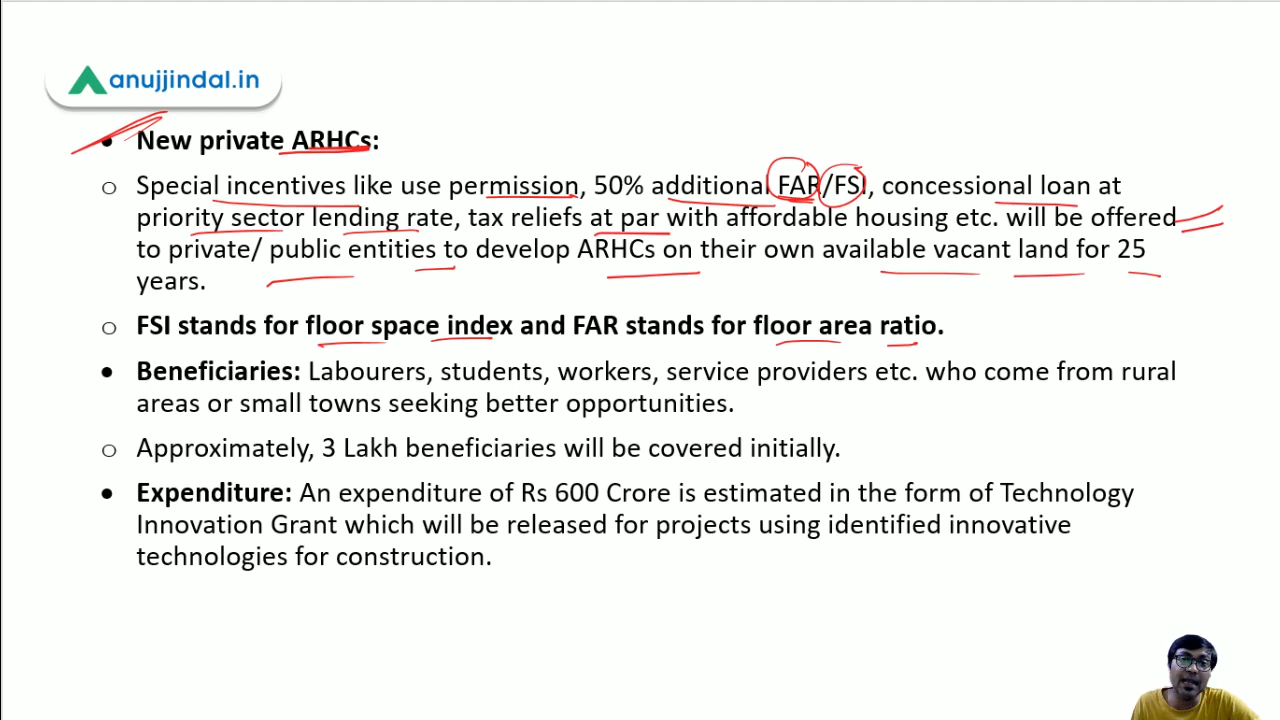 anujjindal.in
• New private ARHCs:
o Special incentives like use permission, 50% additional FAR/FSI, concessional loan at
priority sector lending rate, tax reliefs at par with affordable housing etc. will be offered
to private/ public entities to develop ARHCs on their own available vacant land for 25
years.
o FSI stands for floor space index and FAR stands for floor area ratio.
• Beneficiaries: Labourers, students, workers, service providers etc. who come from rural
areas or small towns seeking better opportunities.
o Approximately, 3 Lakh beneficiaries will be covered initially.
• Expenditure: An expenditure of Rs 600 Crore is estimated in the form of Technology
Innovation Grant which will be released for projects using identified innovative
technologies for construction.